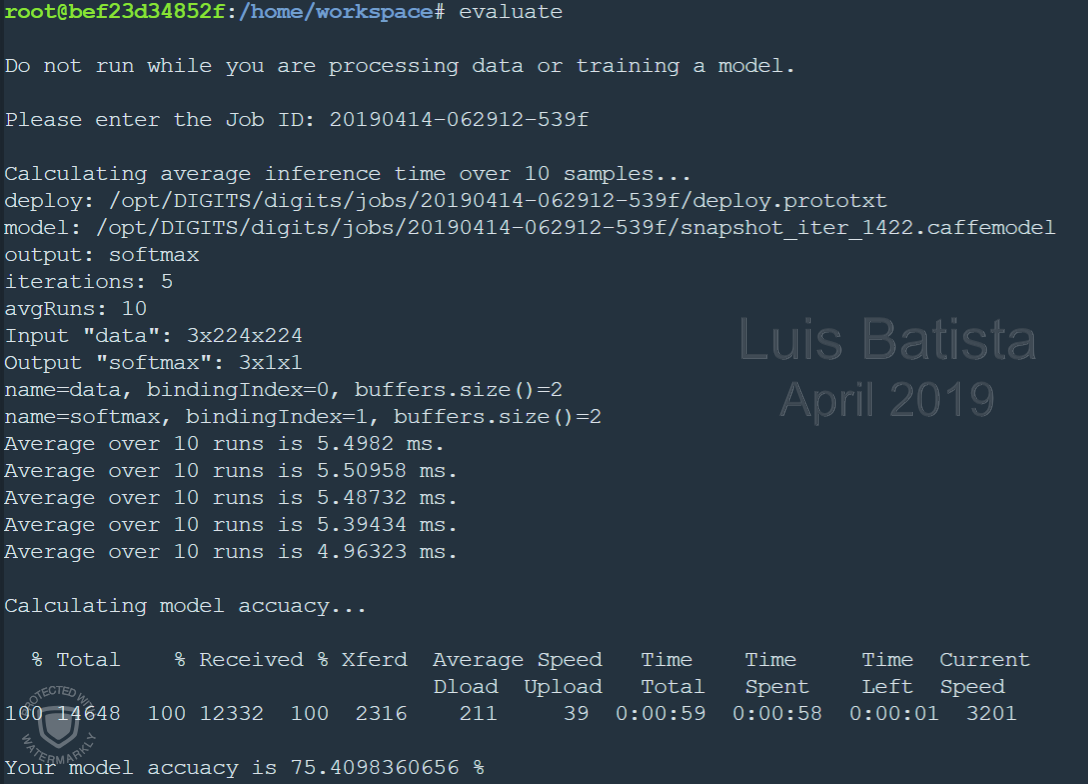 root@bef23d34852f:/home/workspace# evaluate
Do not run while you are processing data or training a model.
Please enter the Job ID: 20190414-062912-539f
Calculating average inference time over 10 samples...
deploy: /opt/DIGITS/digits/jobs/20190414-062912-539f/deploy.prototxt
model: /opt/DIGITS/digits/jobs/20190414-062912-539f/snapshot_iter_1422.caffemodel
output: softmax
iterations: 5
avgRuns: 10
Input "data": 3x224x224
Output "softmax": 3x1x1
name=data, bindingIndex=0, buffers.size()=2
name=softmax, bindingIndex=1, buffers.size()=2
Average over 10 runs is 5.4982 ms.
Average over 10 runs is 5.50958 ms.
Average over 10 runs is 5.48732 ms.
Average over 10 runs is 5.39434 ms.
Average over 10 runs is 4.96323 ms.
Luis Batista
April 2019
Calculating model accuacy...
% Total % Received % Xferd Average Speed Time Time Time Current
Dload Upload Total Spent Left Speed
100 14648 100 12332 100 2316 211 39 0:00:59 0:00:58 0:00:01 3201
Your model accuacy is 75.4098360656 %
PROTECTED WITH
WATERMARKLY